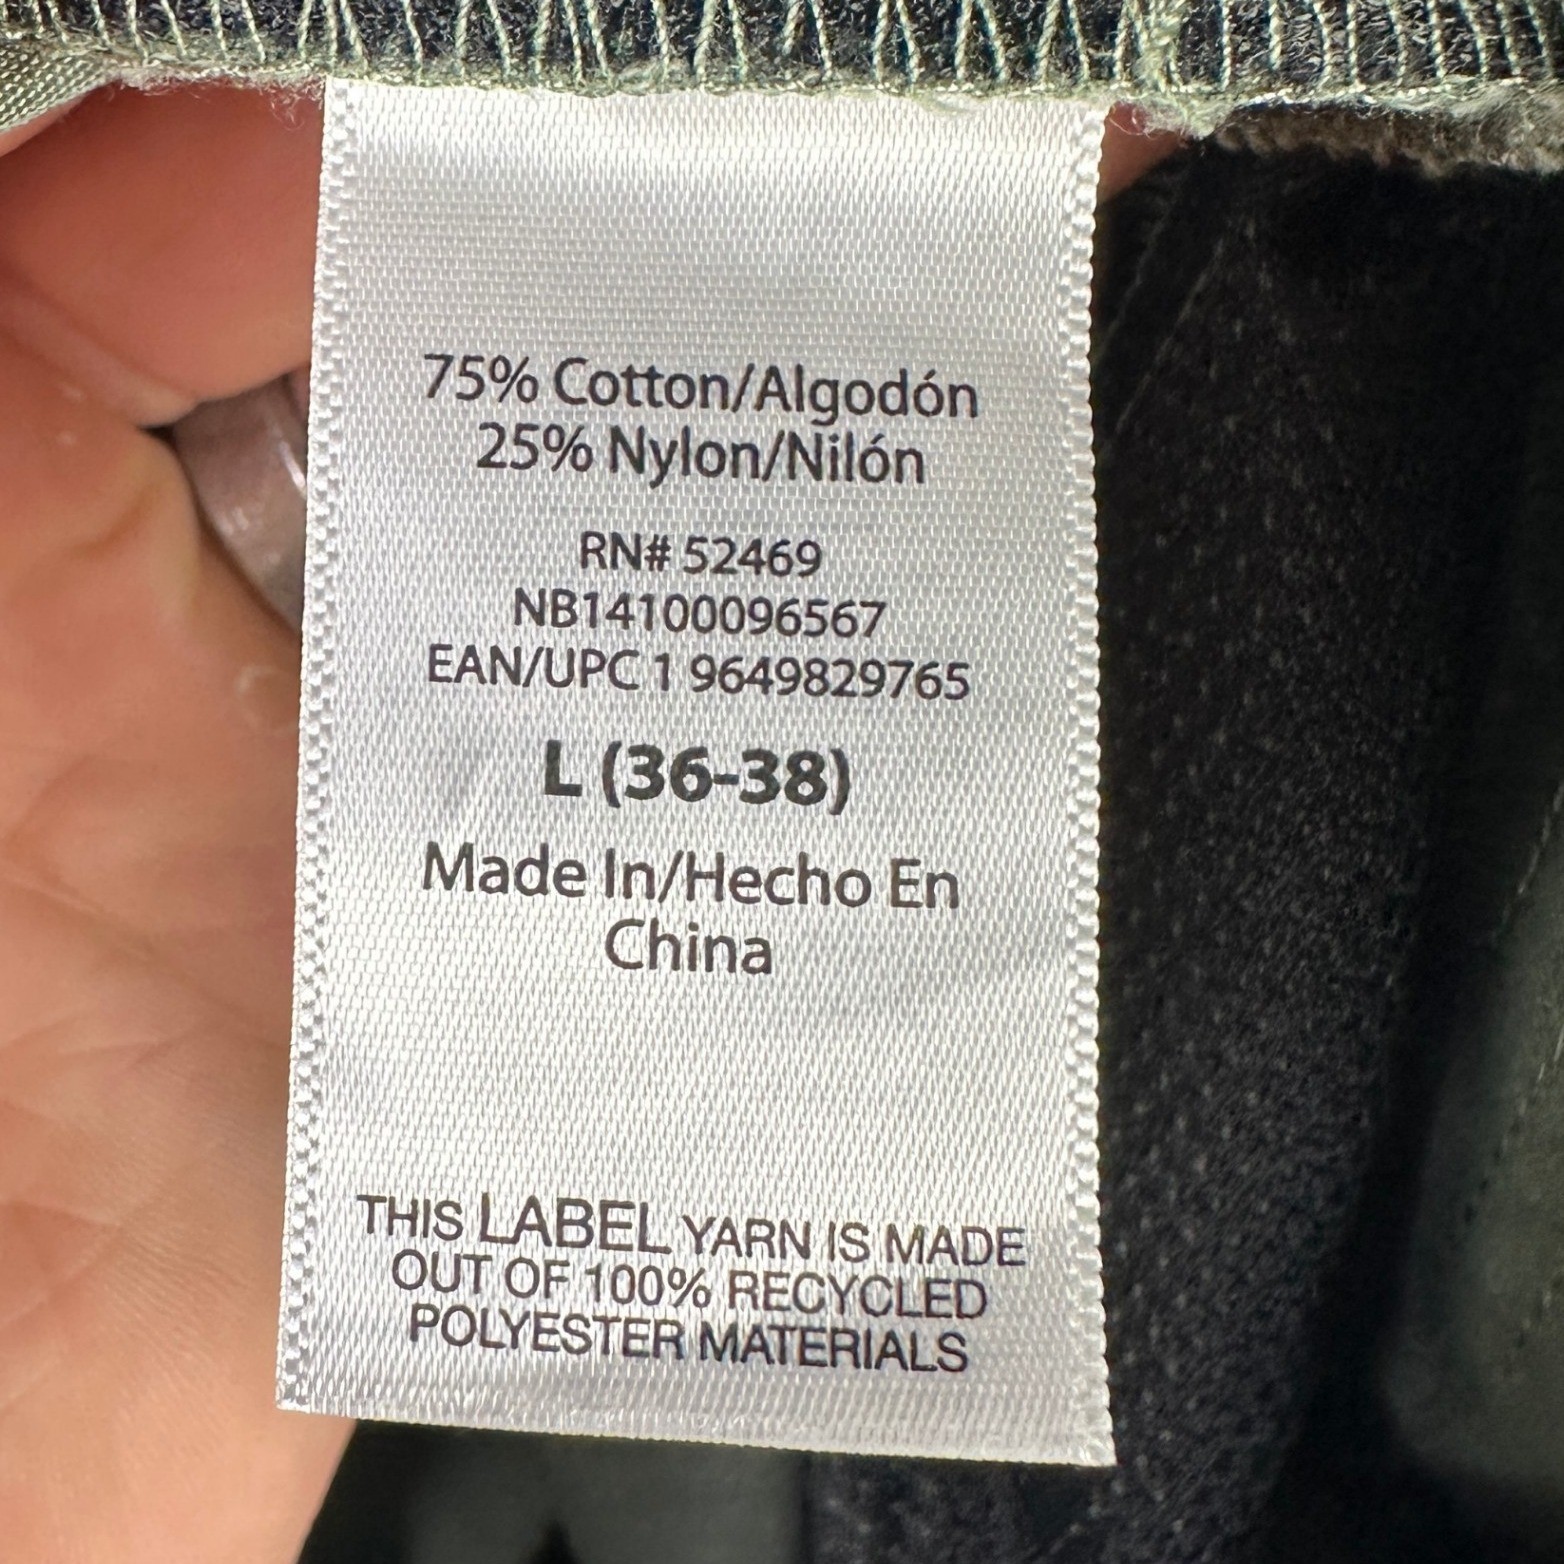 75% Cotton/Algodón
25% Nylon/Nilón
RN# 52469
NB14100096567
EAN/UPC 1 9649829765
L (36-38)
Made In/Hecho En
China
THIS LABEL YARN IS MADE
OUT OF 100% RECYCLED
POLYESTER MATERIALS